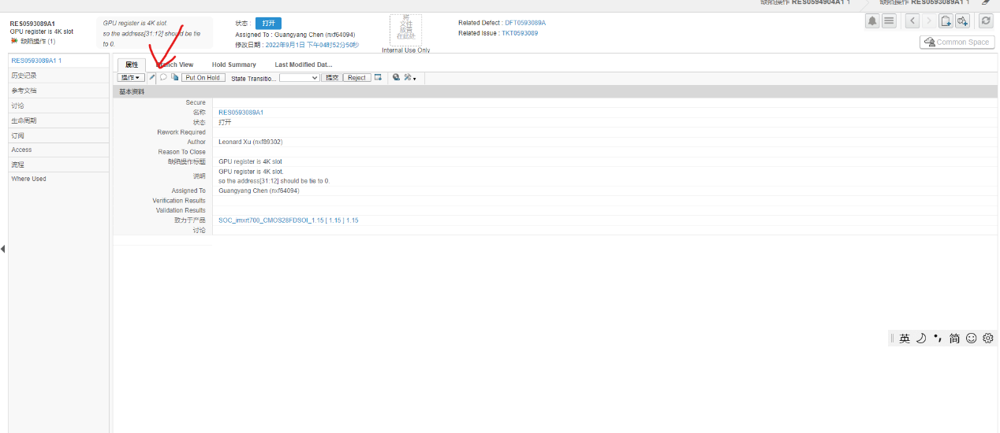 缺陷操作 RES0594904A1 1
缺陷操作 RES0593089A1 1
RES0593089A1
GPU register is 4K slot
缺陷操作 (1)
GPU register is 4K slot.
so the address[31:12] should be tie
to 0.
状态 :
打开
Assigned To : Guangyang Chen (nxf64094)
修改日期 : 2022年9月1日 下午04时52分50秒
将
文件
放置
在此处
Internal Use Only
Related Defect : DFT0593089A
Related Issue : TKT0593089
Common Space
RES0593089A1 1
历史记录
参考文档
讨论
生命周期
订阅
Access
流程
Where Used
属性
Branch View
Hold Summary
Last Modified Dat...
操作
Put On Hold
State Transitio...
提交
Reject
基本资料
Secure
名称 RES0593089A1
状态 打开
Rework Required
Author Leonard Xu (nxf89302)
Reason To Close
缺陷操作标题 GPU register is 4K slot
说明 GPU register is 4K slot.
so the address[31:12] should be tie to 0.
Assigned To Guangyang Chen (nxf64094)
Verification Results
Validation Results
致力于产品 SOC_imxrt700_CMOS28FDSOI_1.15 [ 1.15 ] 1.15
讨论
英 简